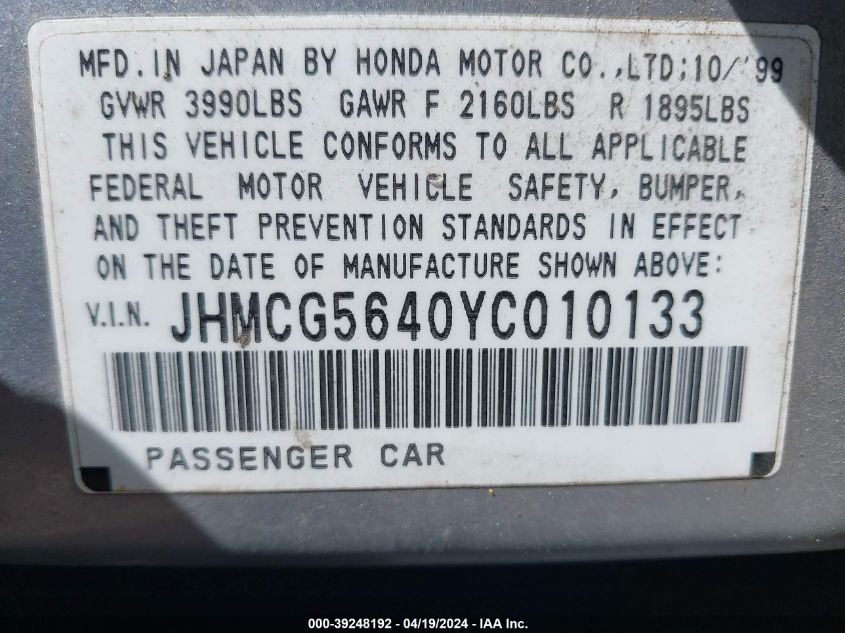 MFD. IN JAPAN BY HONDA MOTOR CO.,LTD;10/'99
GVWR 3990LBS GAWR F 2160LBS R 1895LBS
THIS VEHICLE CONFORMS TO ALL APPLICABLE
FEDERAL MOTOR VEHICLE SAFETY, BUMPER,
AND THEFT PREVENTION STANDARDS IN EFFECT
ON THE DATE OF MANUFACTURE SHOWN ABOVE:
V.I.N. JHMCG5640YC010133
PASSENGER CAR
000-39248192 - 04/19/2024 - IAA Inc.